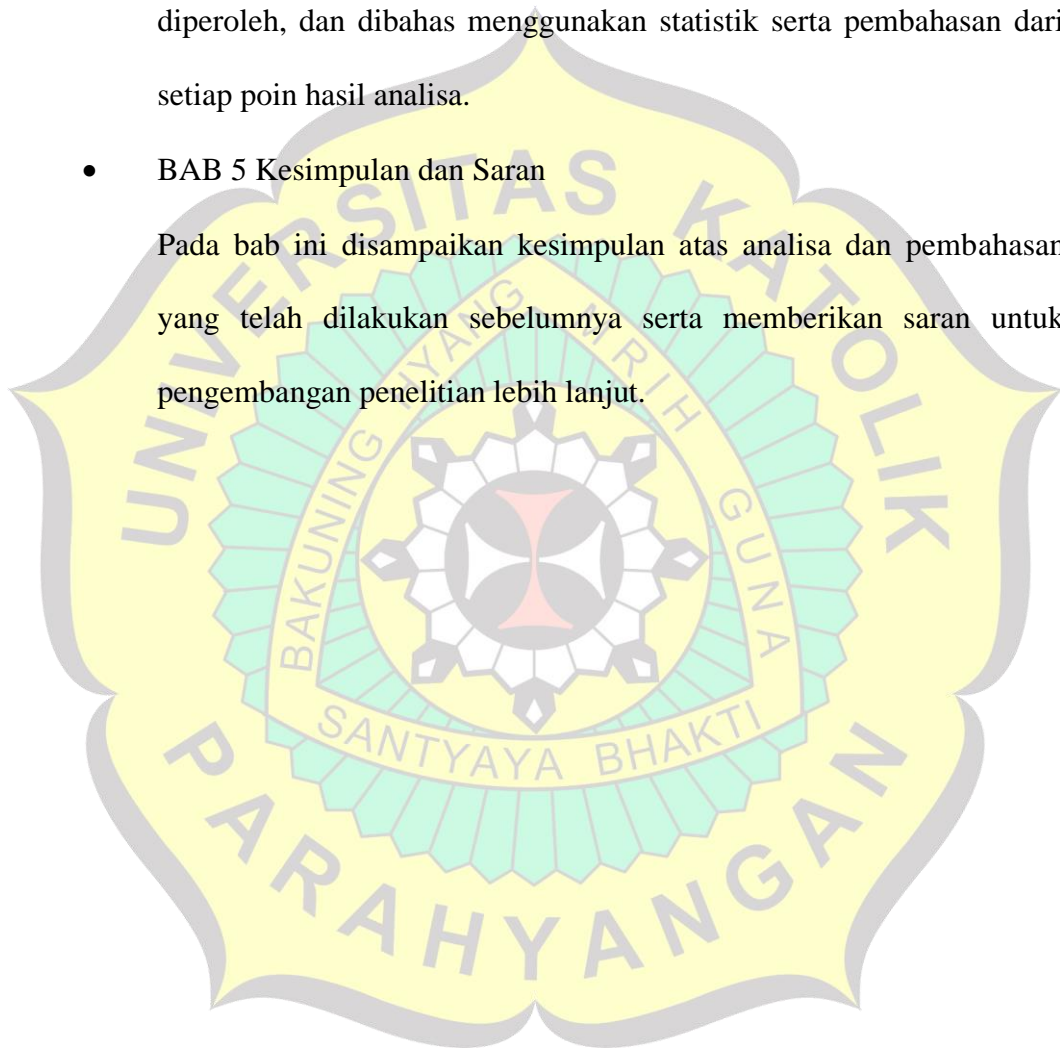 diperoleh, dan dibahas menggunakan statistik serta pembahasan dari
setiap poin hasil analisa.
• BAB 5 Kesimpulan dan Saran
Pada bab ini disampaikan kesimpulan atas analisa dan pembahasan
yang telah dilakukan sebelumnya serta memberikan saran untuk
pengembangan penelitian lebih lanjut.
UNIVERSITAS KATOLIK
PARAHYANGAN
BAKUNING HYANG MRIH GUNA
SANTYAYA BHAKTI